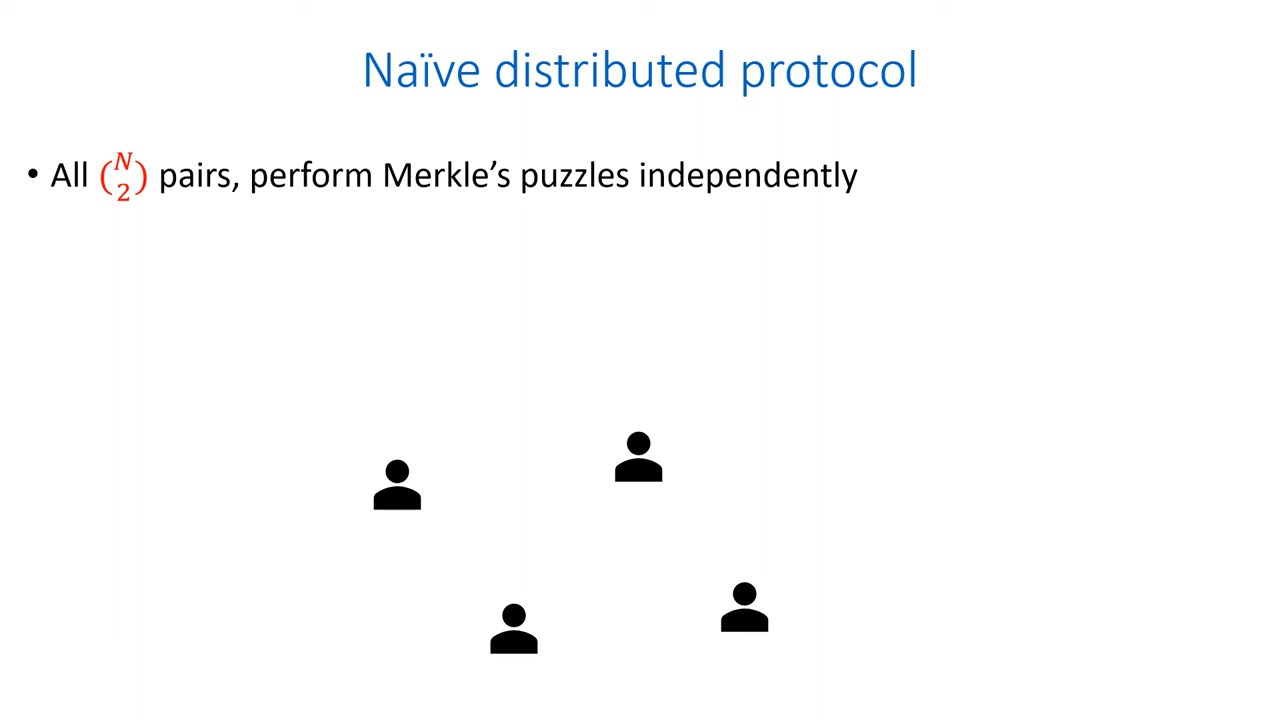 Naïve distributed protocol
• All (N 2) pairs, perform Merkle’s puzzles independently